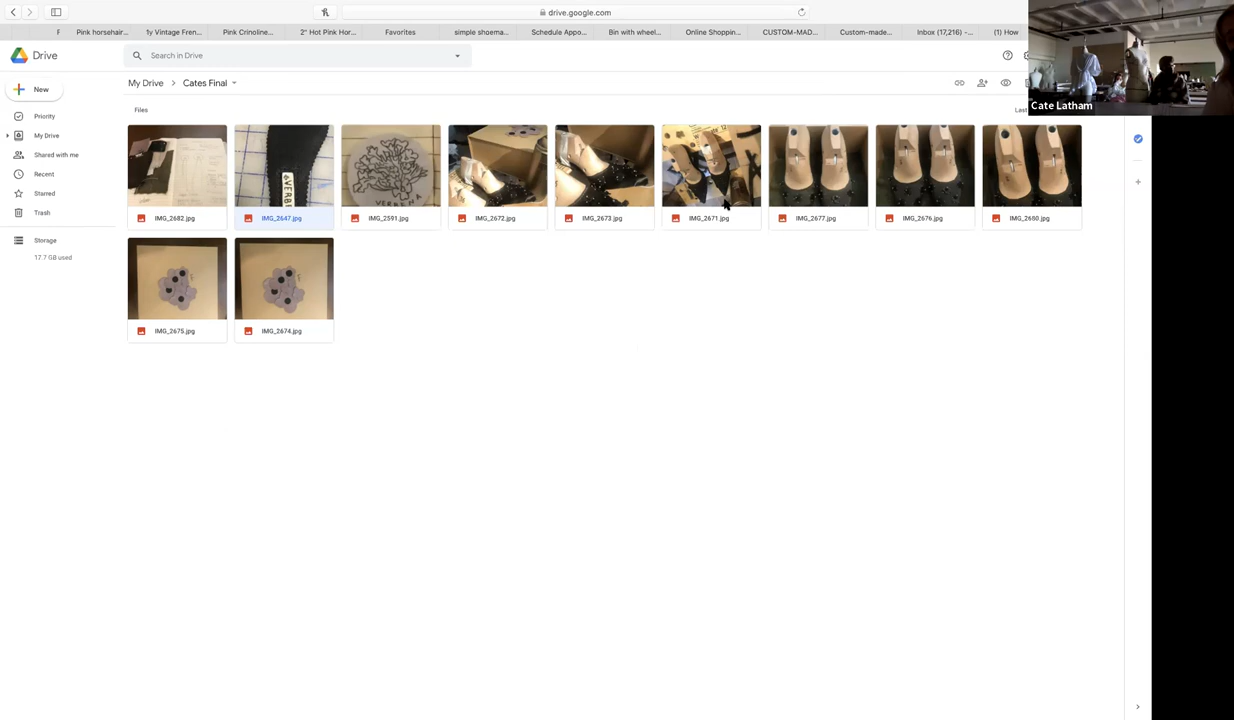 drive.google.com
Pink horsehair...
1y Vintage Fren...
Pink Crinoline...
2" Hot Pink Hor...
Favorites
simple shoema...
Schedule Appo...
Bin with wheel...
Online Shoppin...
CUSTOM-MAD...
Custom-made...
Inbox (17,216) -...
(1) How
Drive
Search in Drive
New
My Drive
Cates Final
Cate Latham
Files
Las
Priority
My Drive
Shared with me
Recent
Starred
Trash
Storage
17.7 GB used
VERBENA
IMG_2682.jpg
IMG_2647.jpg
IMG_2591.jpg
IMG_2672.jpg
IMG_2673.jpg
IMG_2671.jpg
IMG_2677.jpg
IMG_2676.jpg
IMG_2680.jpg
IMG_2675.jpg
IMG_2674.jpg